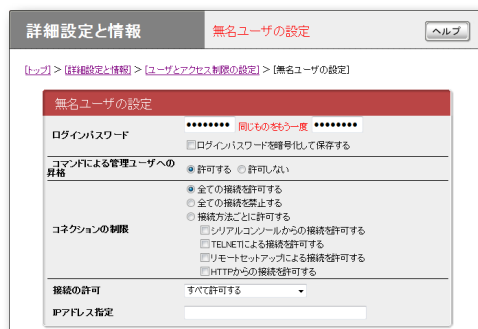 詳細設定と情報
無名ユーザの設定
ヘルプ
[トップ] > [詳細設定と情報] > [ユーザとアクセス制限の設定] > [無名ユーザの設定]
無名ユーザの設定
ログインパスワード
•••••••• 同じものをもう一度 ••••••••
ログインパスワードを暗号化して保存する
コマンドによる管理ユーザへの
昇格
許可する 許可しない
コネクションの制限
全ての接続を許可する
全ての接続を禁止する
接続方法ごとに許可する
シリアルコンソールからの接続を許可する
TELNETによる接続を許可する
リモートセットアップによる接続を許可する
HTTPからの接続を許可する
接続の許可
すべて許可する
IPアドレス指定